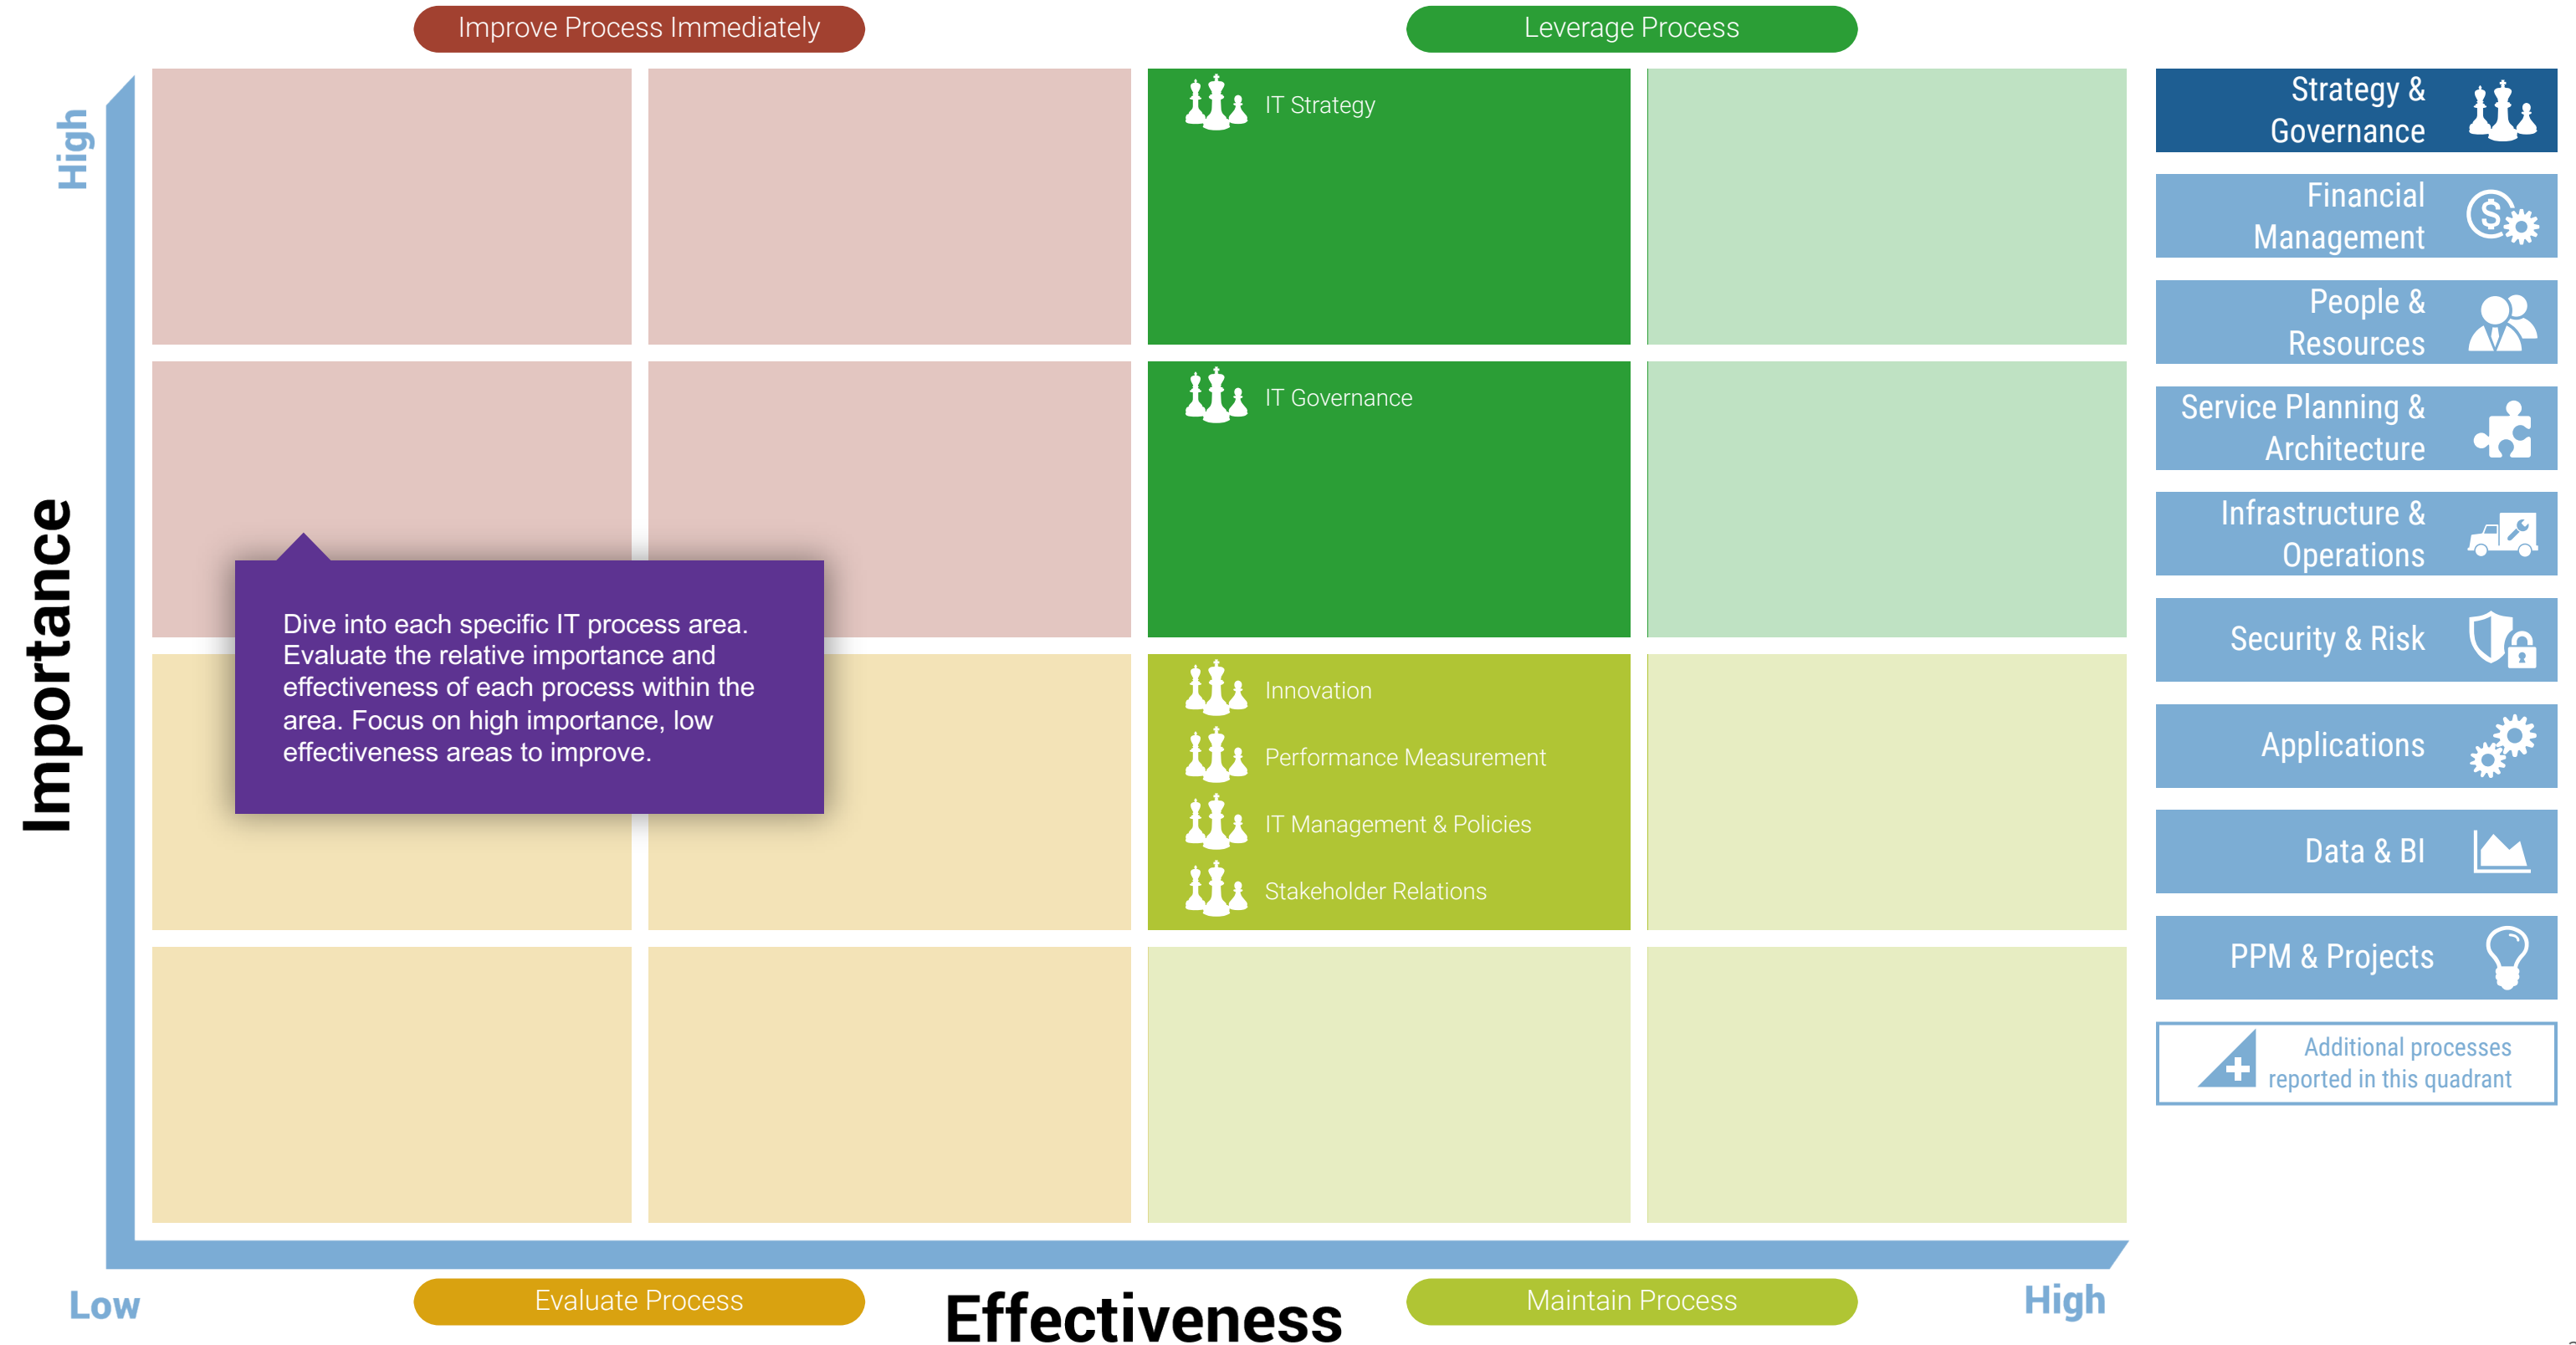 Improve Process Immediately
Leverage Process
High
Importance
IT Strategy
IT Governance
Dive into each specific IT process area.
Evaluate the relative importance and
effectiveness of each process within the
area. Focus on high importance, low
effectiveness areas to improve.
Innovation
Performance Measurement
IT Management & Policies
Stakeholder Relations
Strategy &
Governance
Financial
Management
People &
Resources
Service Planning &
Architecture
Infrastructure &
Operations
Security & Risk
Applications
Data & BI
PPM & Projects
Additional processes
reported in this quadrant
Low
Evaluate Process
Effectiveness
Maintain Process
High